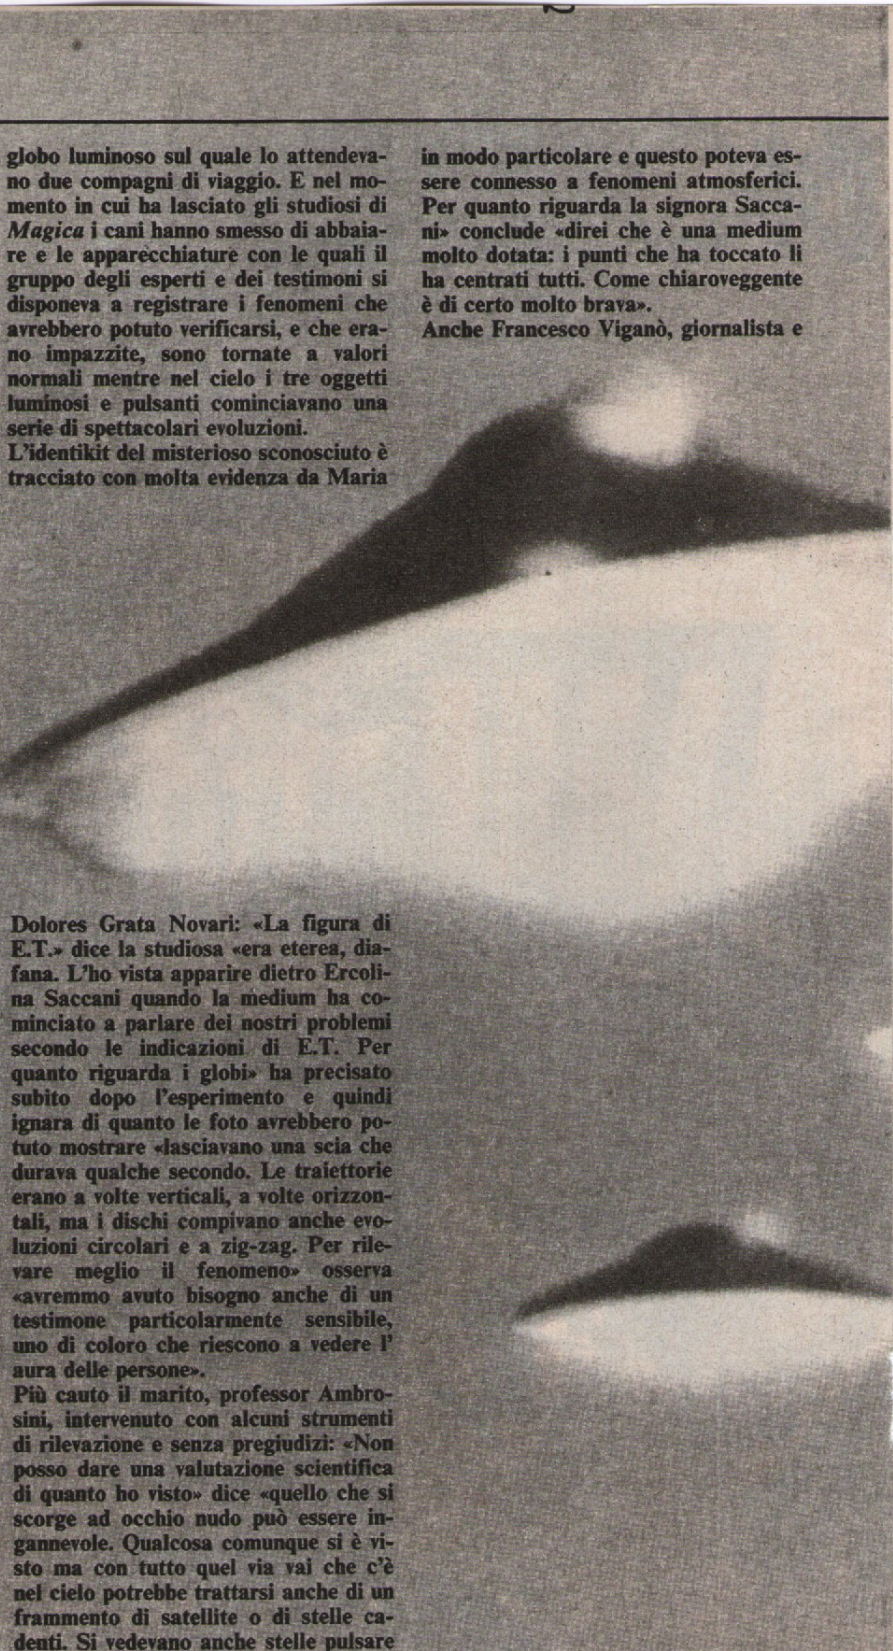 globo luminoso sul quale lo attendeva-
no due compagni di viaggio. E nel mo-
mento in cui ha lasciato gli studiosi di
Magica i cani hanno smesso di abbaia-
re e le apparecchiature con le quali il
gruppo degli esperti e dei testimoni si
disponeva a registrare i fenomeni che
avrebbero potuto verificarsi, e che era-
no impazzite, sono tornate a valori
normali mentre nel cielo i tre oggetti
luminosi e pulsanti cominciavano una
serie di spettacolari evoluzioni.
L'identikit del misterioso sconosciuto è
tracciato con molta evidenza da Maria
Dolores Grata Novari: «La figura di
E.T.» dice la studiosa «era eterea, dia-
fana. L'ho vista apparire dietro Ercoli-
na Saccani quando la medium ha co-
minciato a parlare dei nostri problemi
secondo le indicazioni di E.T. Per
quanto riguarda i globi» ha precisato
subito dopo l'esperimento e quindi
ignara di quanto le foto avrebbero po-
tuto mostrare «lasciavano una scia che
durava qualche secondo. Le traiettorie
erano a volte verticali, a volte orizzon-
tali, ma i dischi compivano anche evo-
luzioni circolari e a zig-zag. Per rile-
vare meglio il fenomeno» osserva
«avremmo avuto bisogno anche di un
testimone particolarmente sensibile,
uno di coloro che riescono a vedere l'
aura delle persone».
Più cauto il marito, professor Ambro-
sini, intervenuto con alcuni strumenti
di rilevazione e senza pregiudizi: «Non
posso dare una valutazione scientifica
di quanto ho visto» dice «quello che si
scorge ad occhio nudo può essere in-
gannevole. Qualcosa comunque si è vi-
sto ma con tutto quel via vai che c'è
nel cielo potrebbe trattarsi anche di un
frammento di satellite o di stelle ca-
denti. Si vedevano anche stelle pulsare
in modo particolare e questo poteva es-
sere connesso a fenomeni atmosferici.
Per quanto riguarda la signora Sacca-
ni» conclude «direi che è una medium
molto dotata: i punti che ha toccato li
ha centrati tutti. Come chiaroveggente
è di certo molto brava».
Anche Francesco Viganò, giornalista e